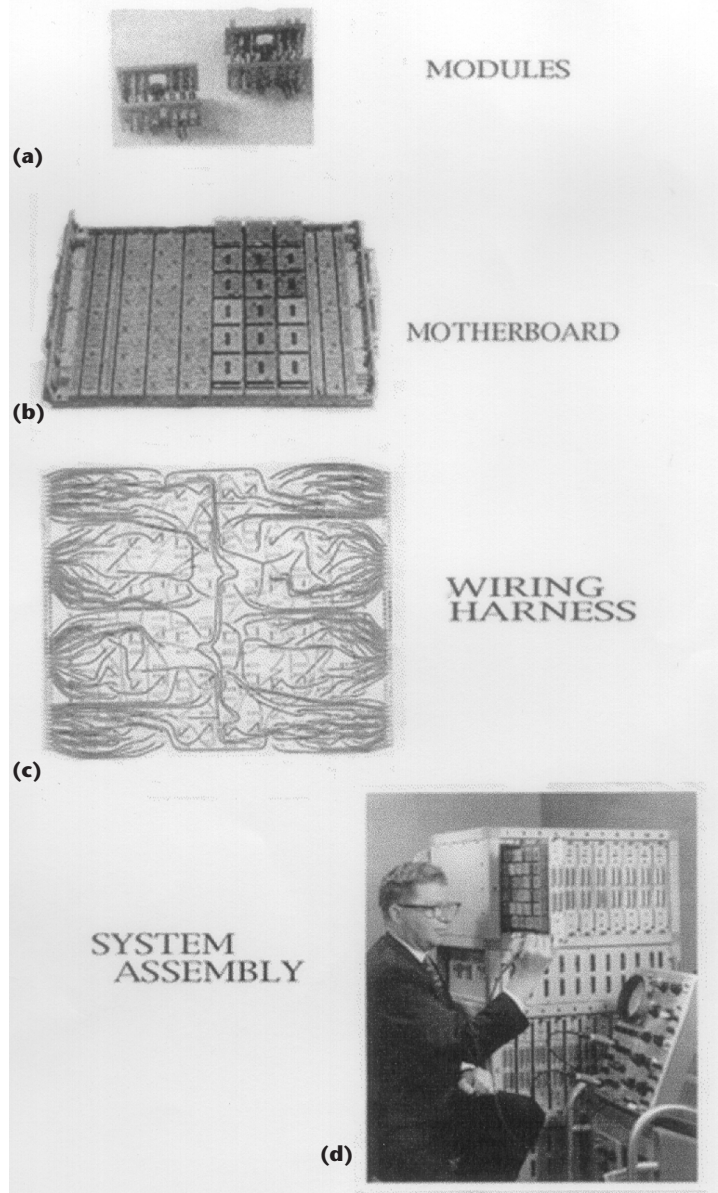 MODULES
(a)
MOTHERBOARD
(b)
WIRING
HARNESS
(c)
SYSTEM
ASSEMBLY
(d)